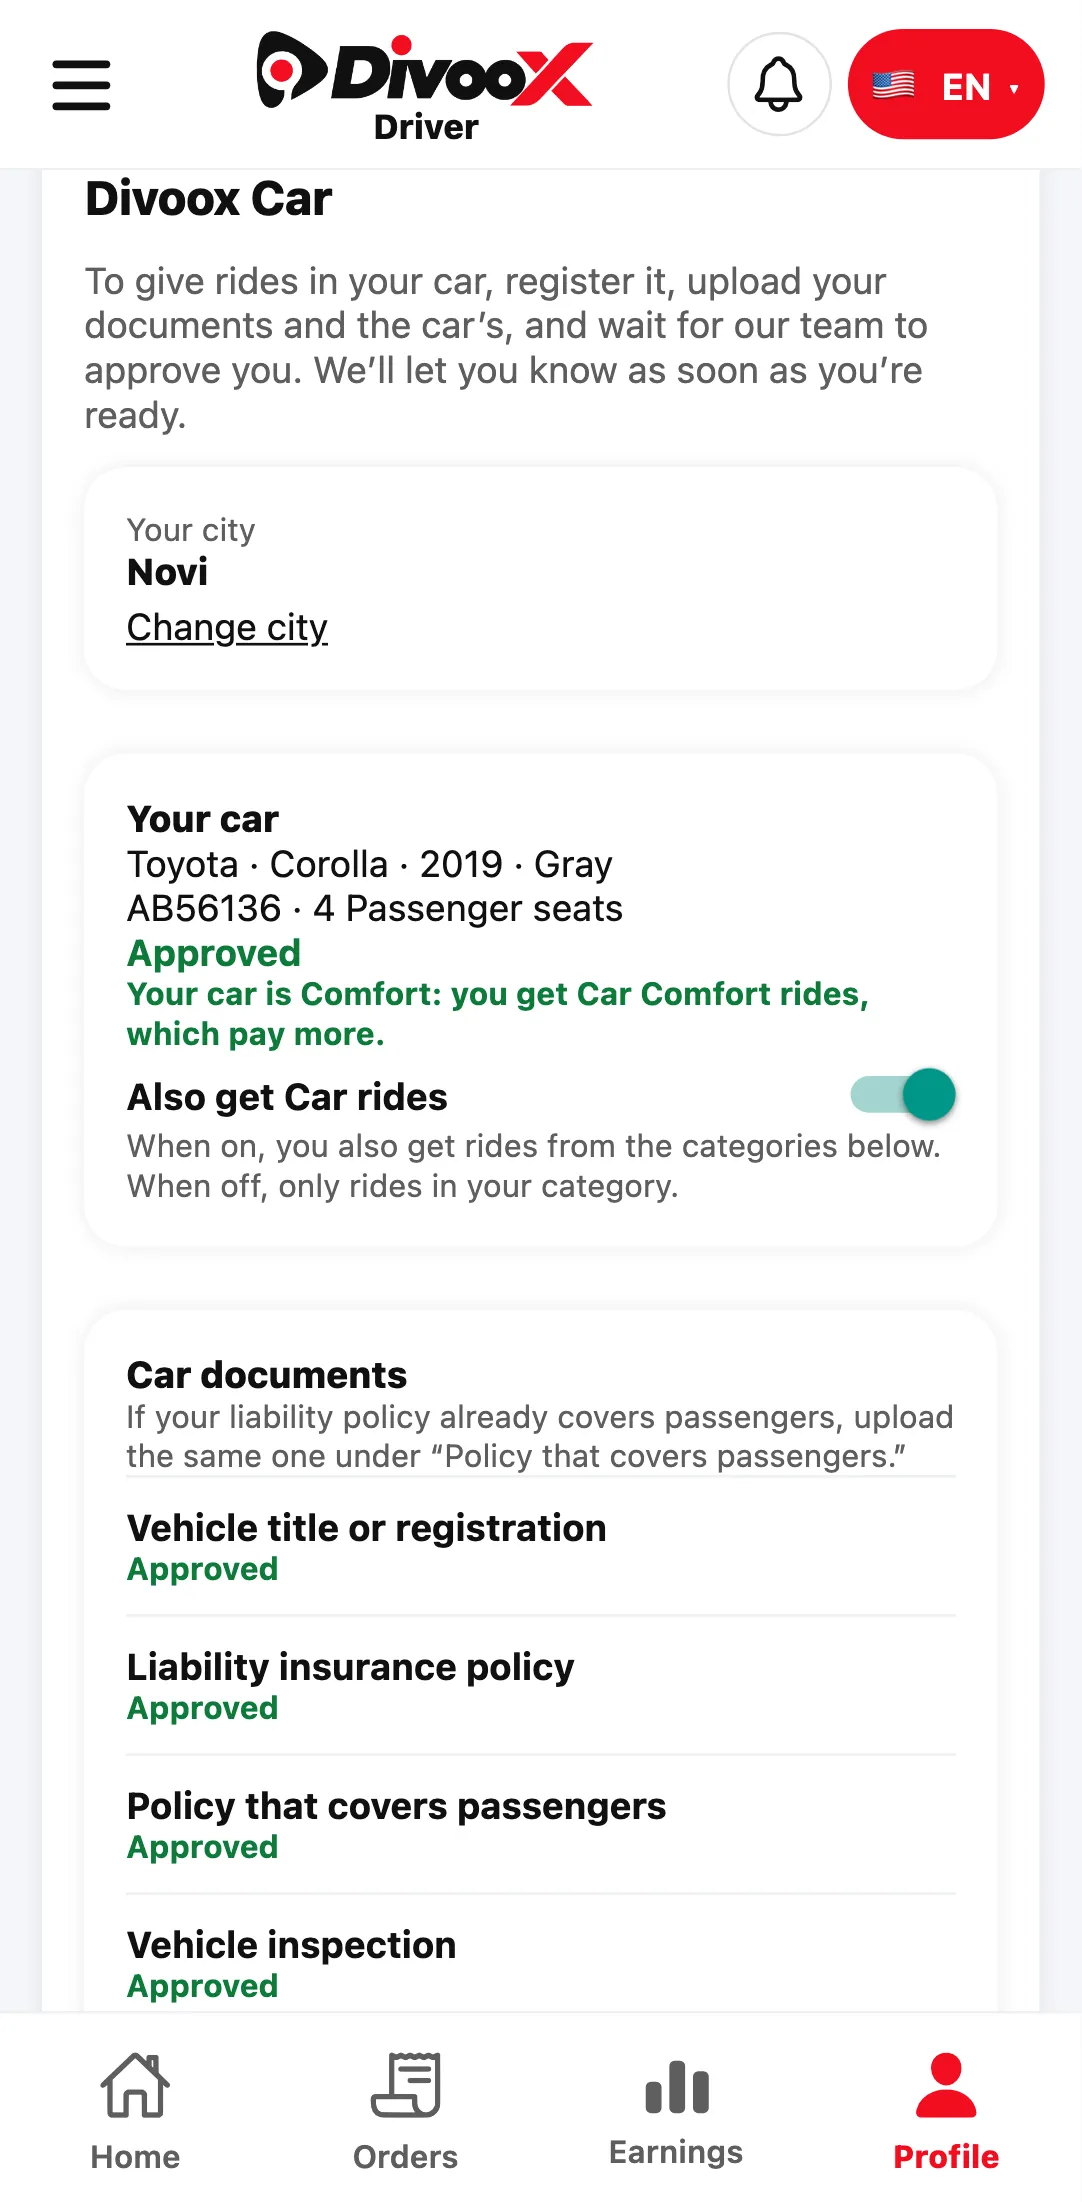 Divoox
Driver
EN
Divoox Car
To give rides in your car, register it, upload your
documents and the car’s, and wait for our team to
approve you. We’ll let you know as soon as you’re
ready.
Your city
Novi
Change city
Your car
Toyota · Corolla · 2019 · Gray
AB56136 · 4 Passenger seats
Approved
Your car is Comfort: you get Car Comfort rides,
which pay more.
Also get Car rides
When on, you also get rides from the categories below.
When off, only rides in your category.
Car documents
If your liability policy already covers passengers, upload
the same one under “Policy that covers passengers.”
Vehicle title or registration
Approved
Liability insurance policy
Approved
Policy that covers passengers
Approved
Vehicle inspection
Approved
Home
Orders
Earnings
Profile